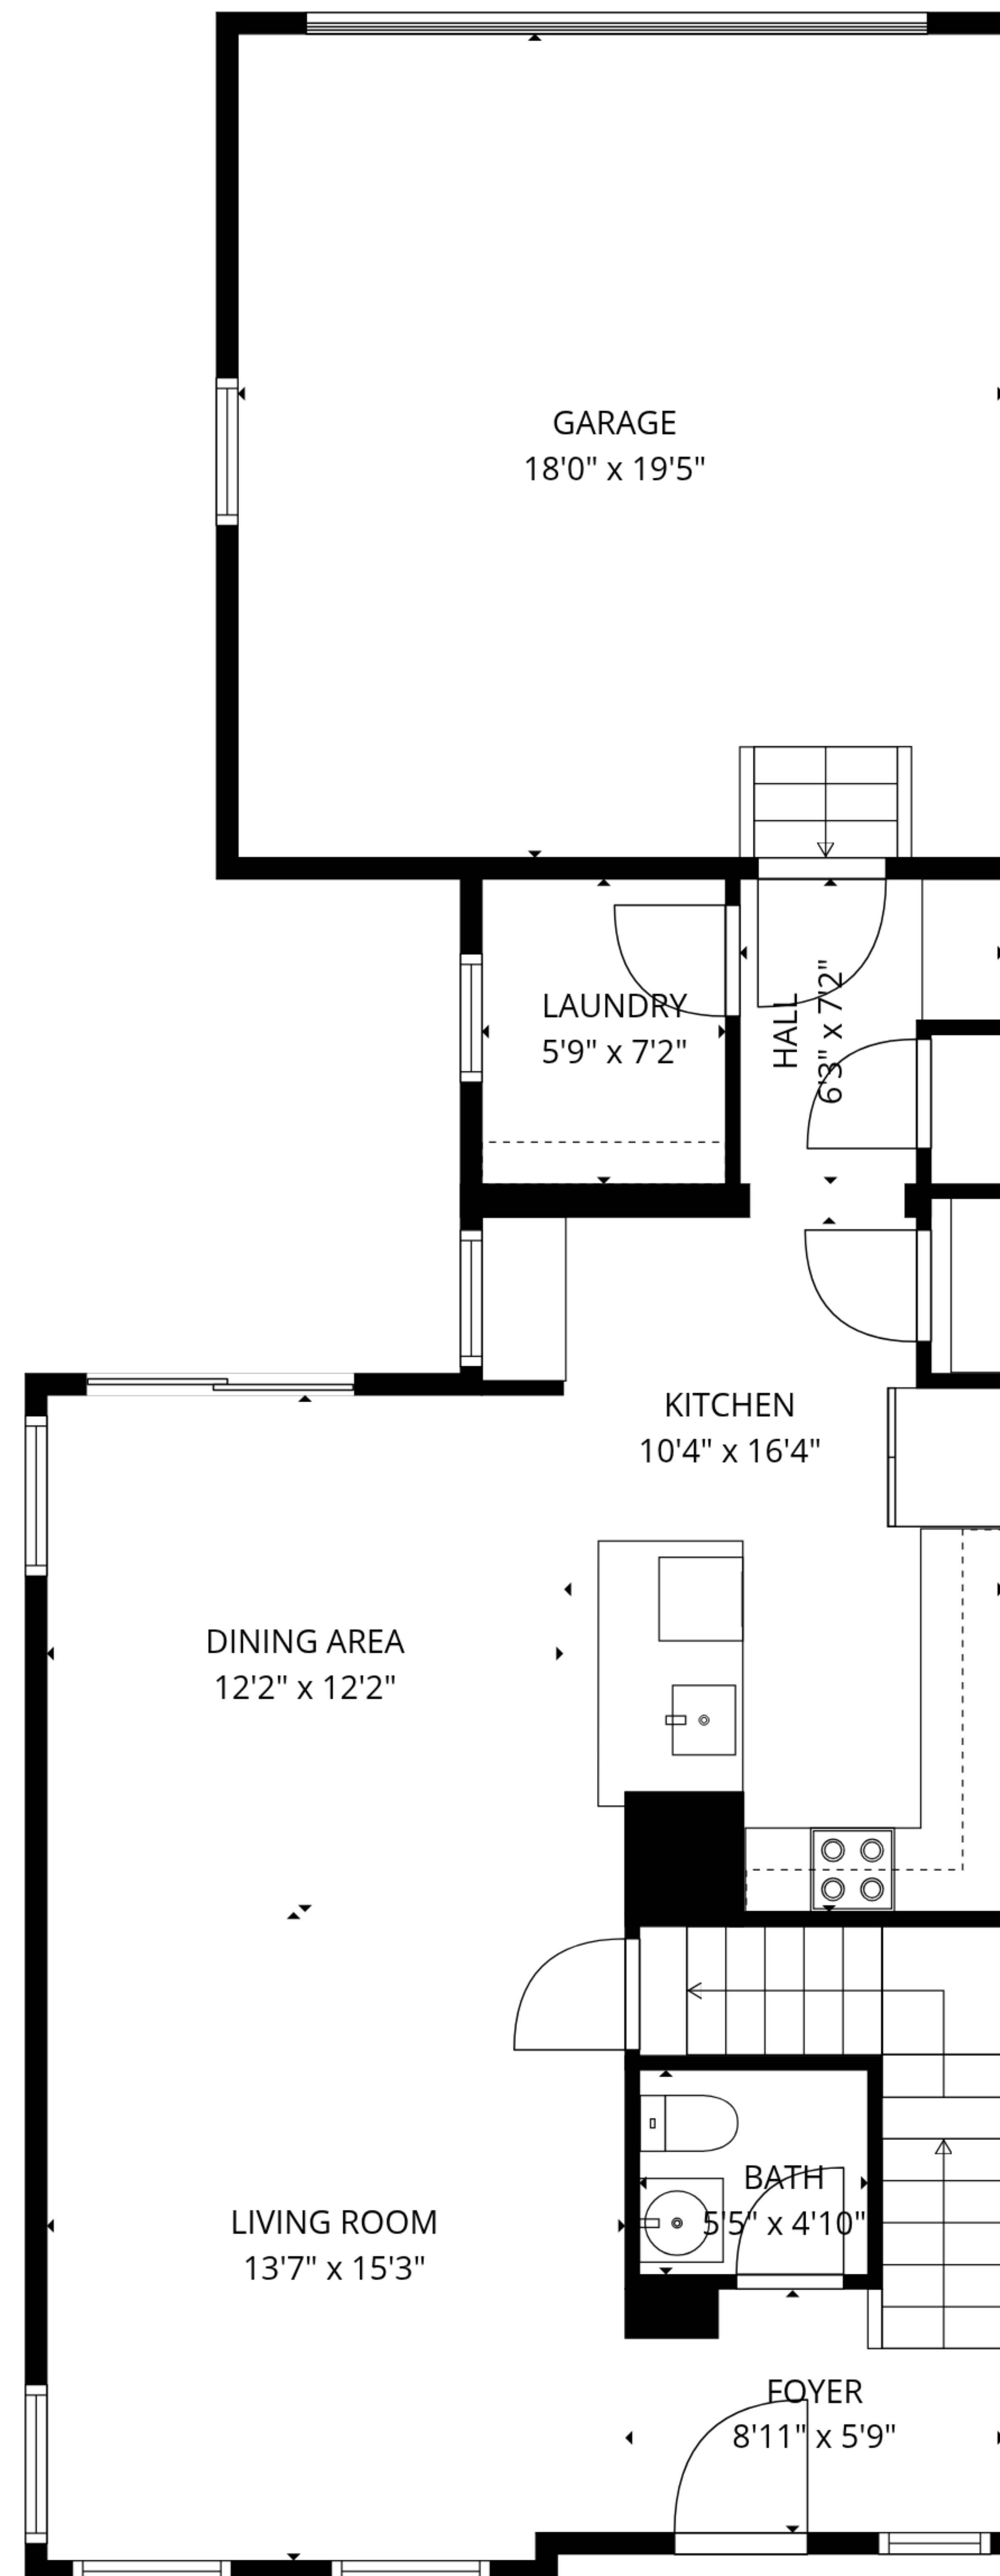 GARAGE
18'0" x 19'5"
LAUNDRY
5'9" x 7'2"
HALL
6'3" x 7'2"
KITCHEN
10'4" x 16'4"
DINING AREA
12'2" x 12'2"
BATH
5'5" x 4'10"
LIVING ROOM
13'7" x 15'3"
FOYER
8'11" x 5'9"